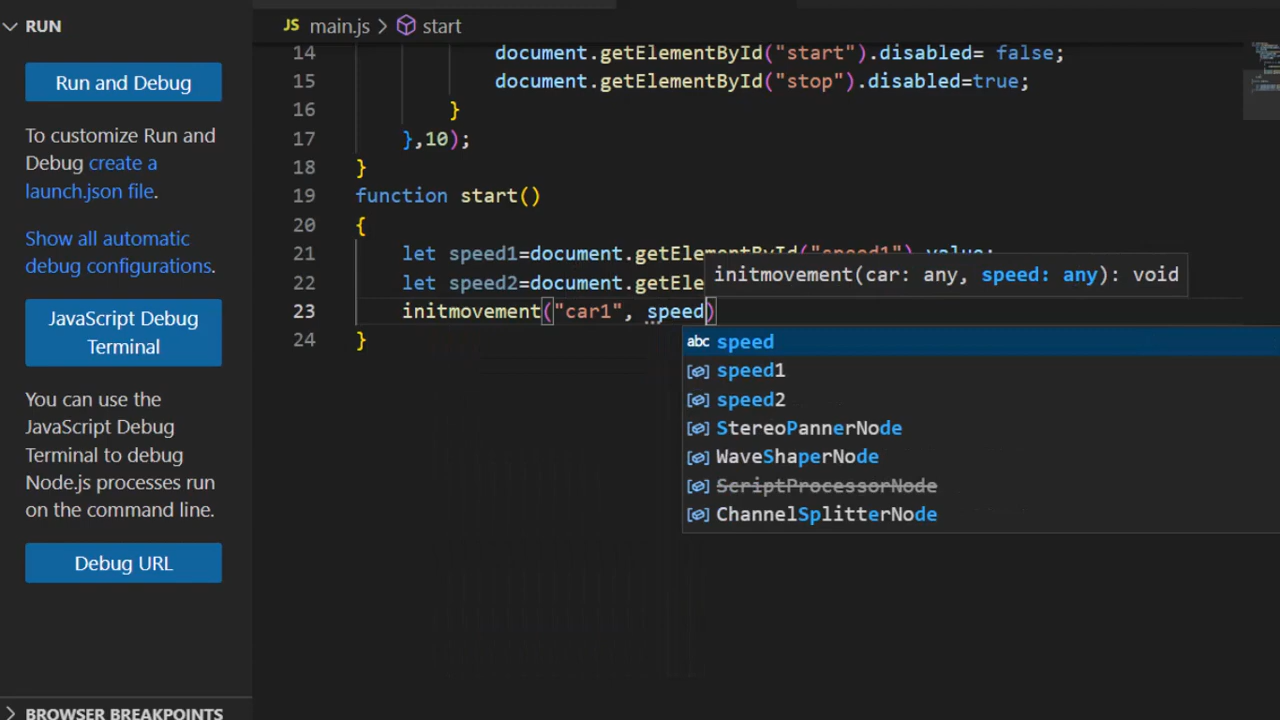 RUN
Run and Debug
To customize Run and
Debug create a
launch.json file.
Show all automatic
debug configurations.
JavaScript Debug
Terminal
You can use the
JavaScript Debug
Terminal to debug
Node.js processes run
on the command line.
Debug URL
BROWSER BREAKPOINTS
JS main.js > start
14 document.getElementById("start").disabled= false;
15 document.getElementById("stop").disabled=true;
16 }
17 },10);
18 }
19 function start()
20 {
21 let speed1=document.getElementById("speed1").value;
22 let speed2=document.getEle
initmovement(car: any, speed: any): void
23 initmovement("car1", speed)
24 }
abc speed
speed1
speed2
StereoPannerNode
WaveShaperNode
ScriptProcessorNode
ChannelSplitterNode